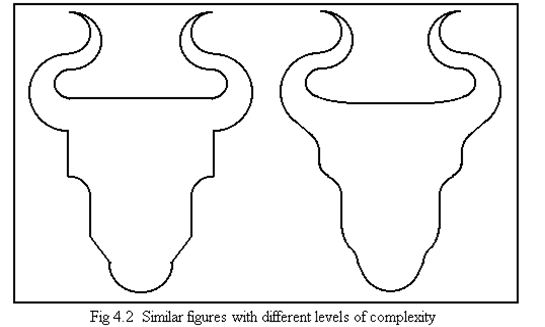 Fig 4.2 Similar figures with different levels of complexity